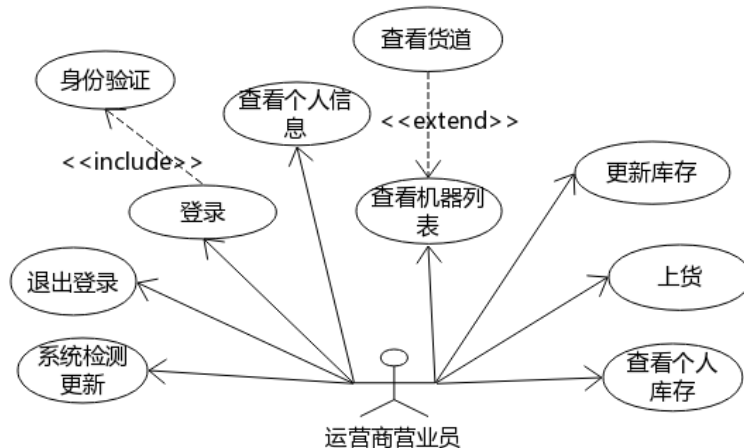 查看货道
身份验证
查看个人信
息
<<extend>>
更新库存
<<include>>
登录
查看机器列
表
退出登录
上货
系统检测
更新
查看个人
库存
运营商营业员